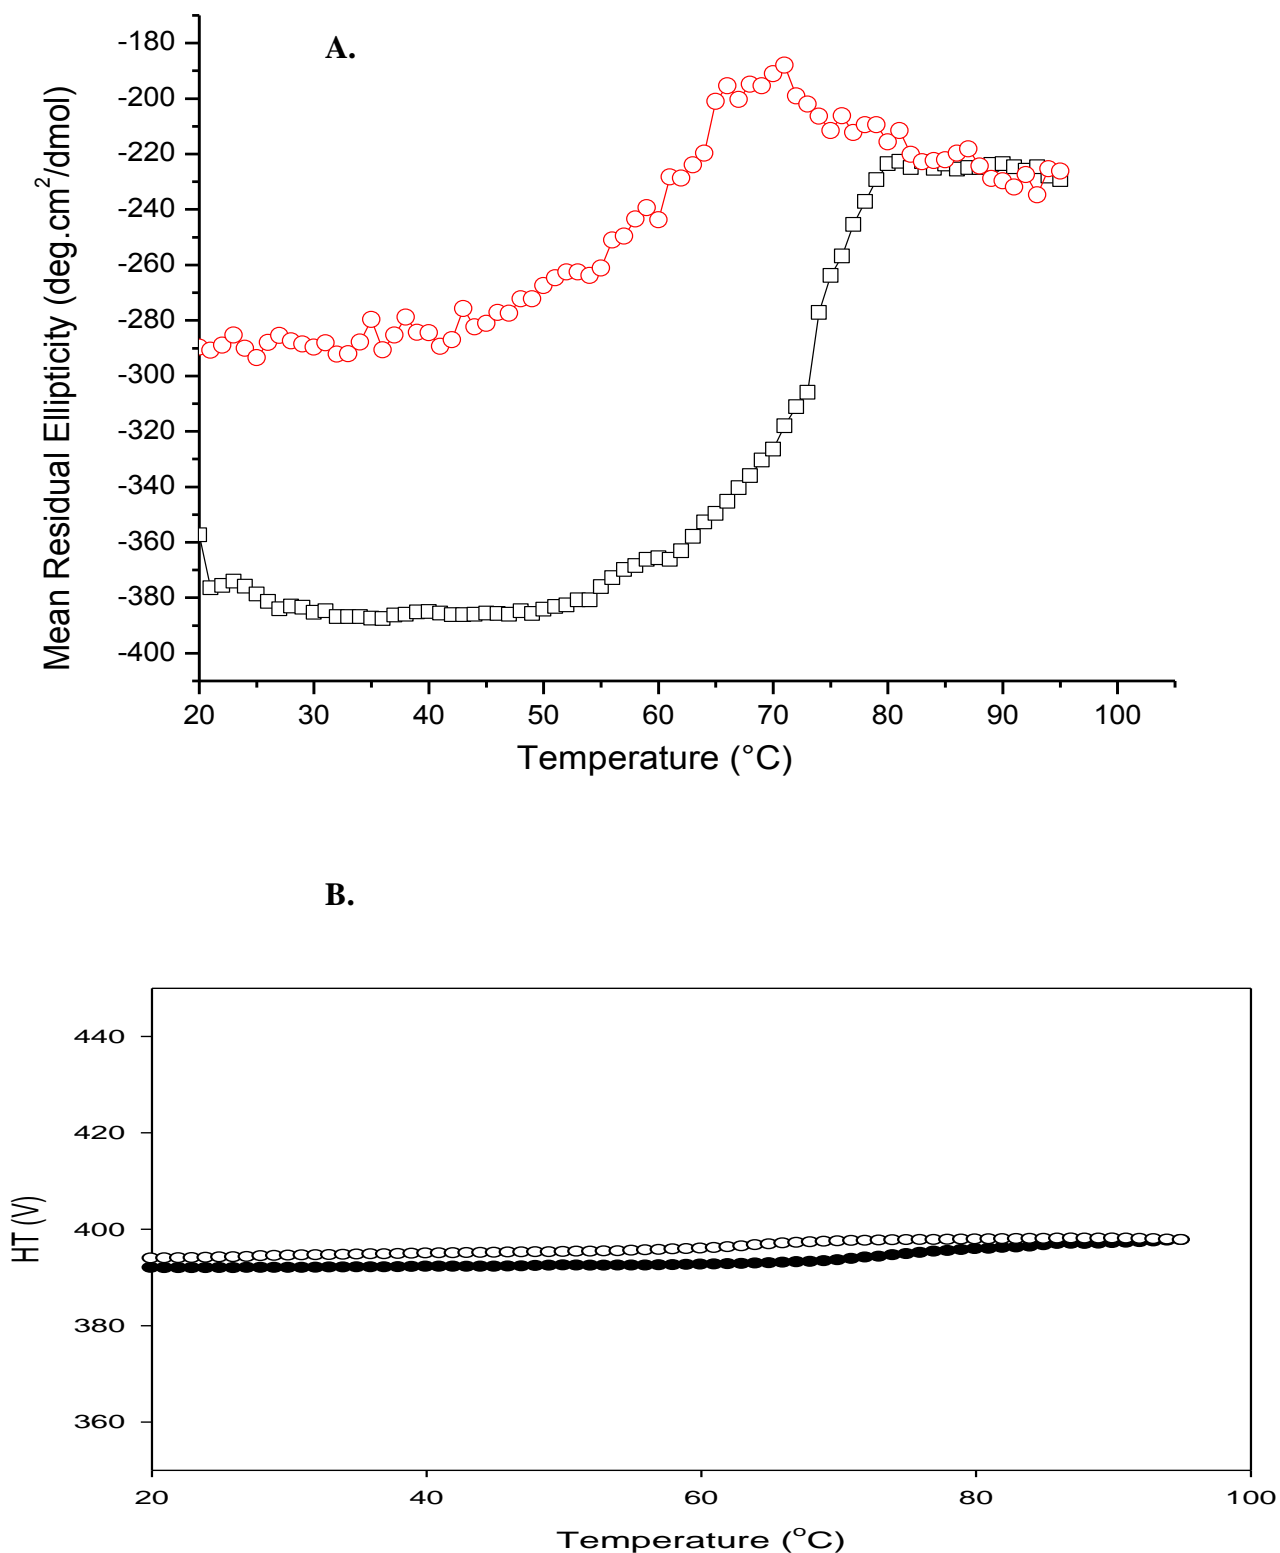 A.
Mean Residual Ellipticity (deg.cm²/dmol)
-180
-200
-220
-240
-260
-280
-300
-320
-340
-360
-380
-400
20 30 40 50 60 70 80 90 100
Temperature (°C)
B.
HT (V)
440
420
400
380
360
20 40 60 80 100
Temperature (°C)